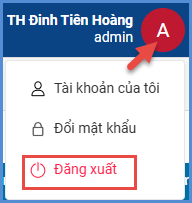 TH Đinh Tiên Hoàng
admin
A
Tài khoản của tôi
Đổi mật khẩu
Đăng xuất